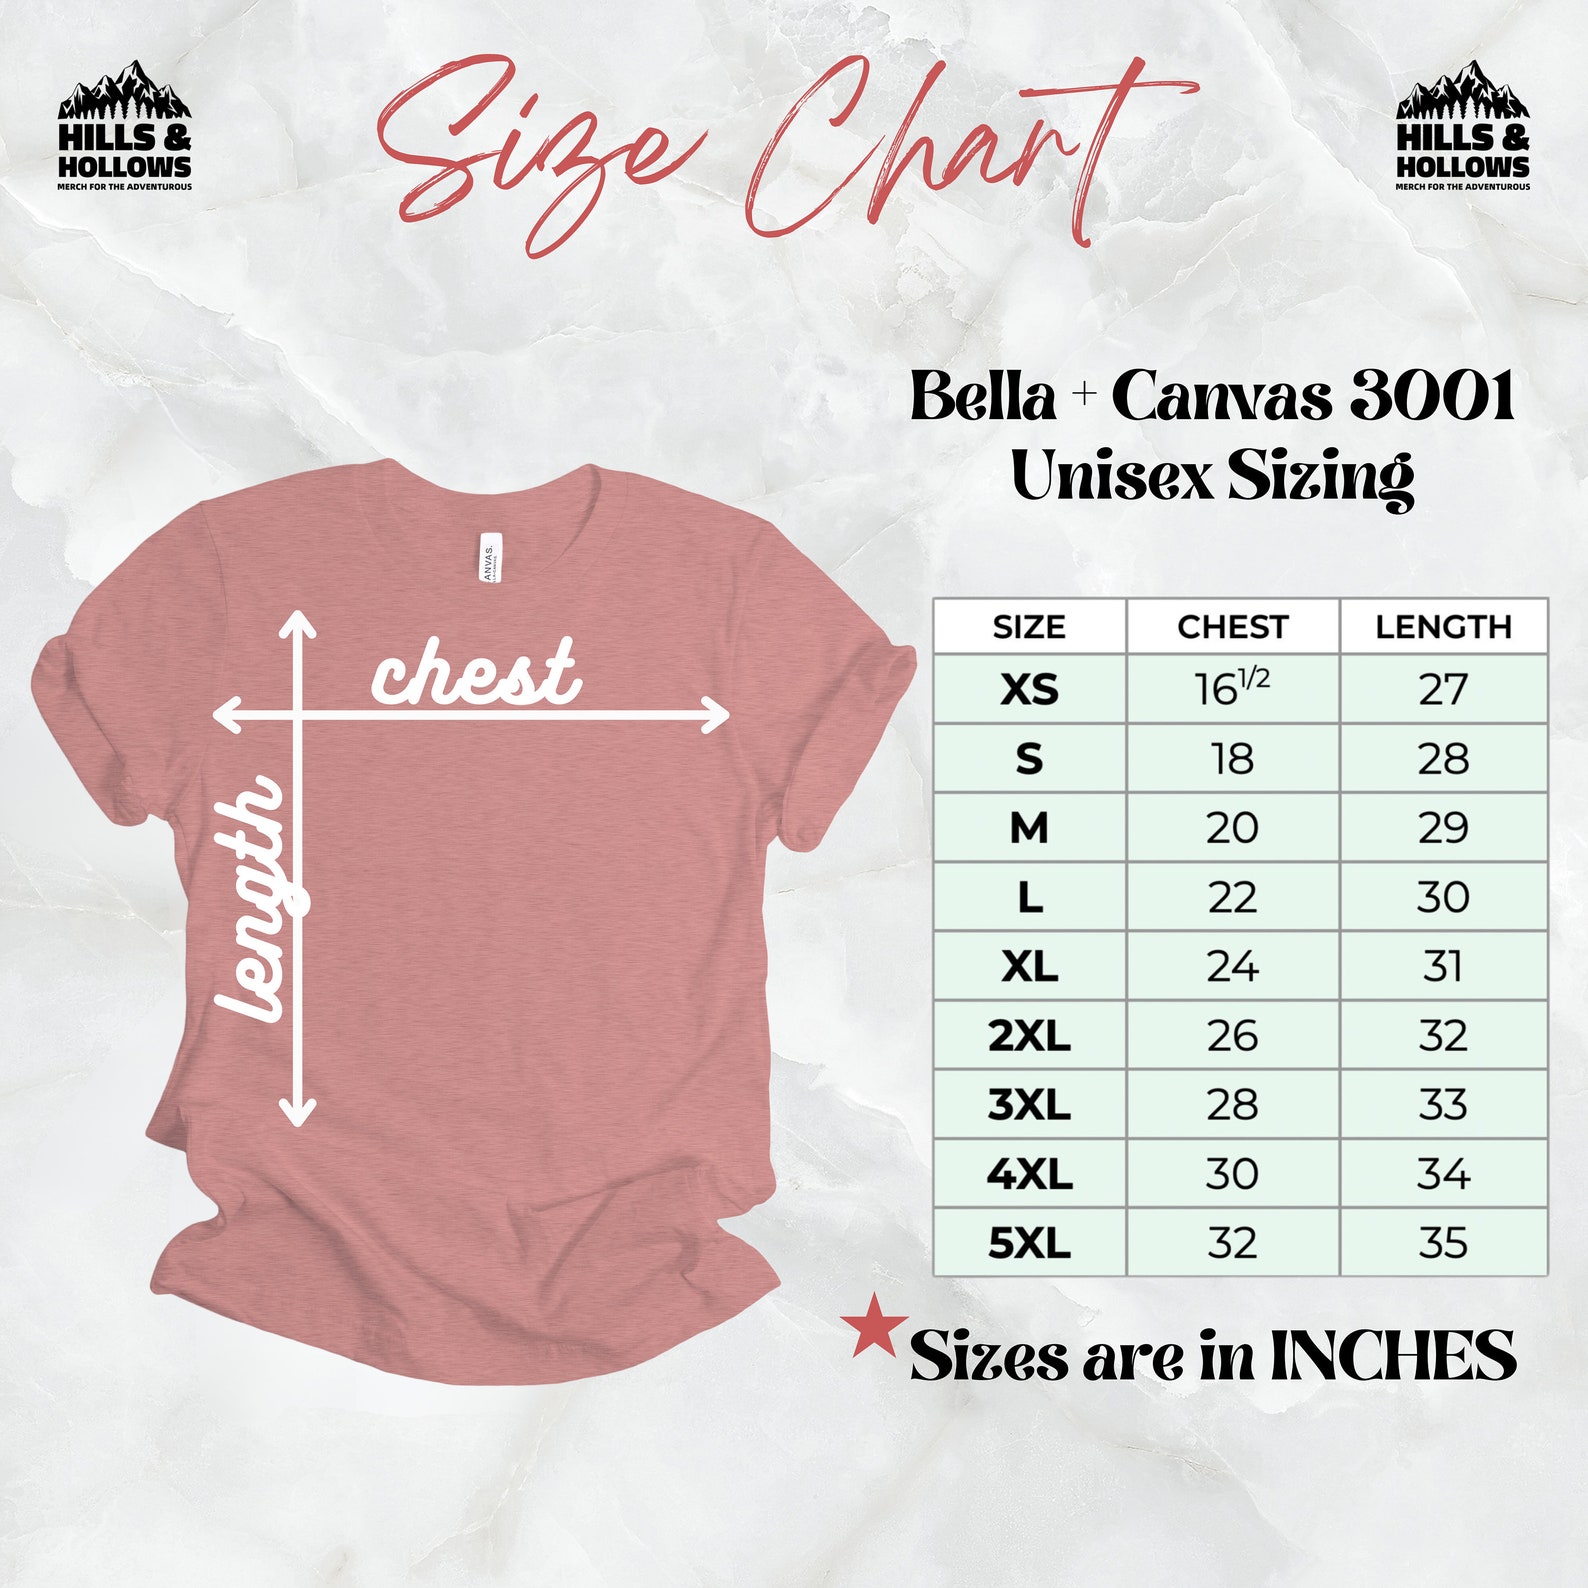 HILLS &
HOLLOWS
MERCH FOR THE ADVENTUROUS
Size Chart
HILLS &
HOLLOWS
MERCH FOR THE ADVENTUROUS
Bella + Canvas 3001
Unisex Sizing
CANVAS.
chest
length
SIZE CHEST LENGTH
XS 16 1/2 27
S 18 28
M 20 29
L 22 30
XL 24 31
2XL 26 32
3XL 28 33
4XL 30 34
5XL 32 35
★Sizes are in INCHES